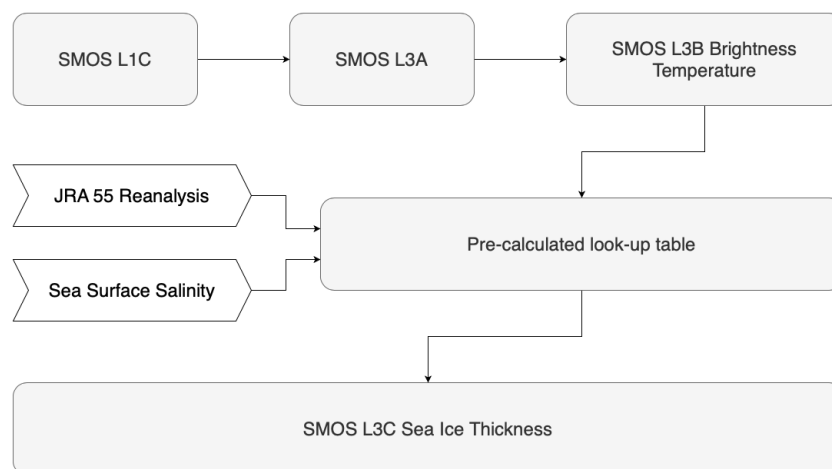 SMOS L1C
SMOS L3A
SMOS L3B Brightness
Temperature
JRA 55 Reanalysis
Sea Surface Salinity
Pre-calculated look-up table
SMOS L3C Sea Ice Thickness